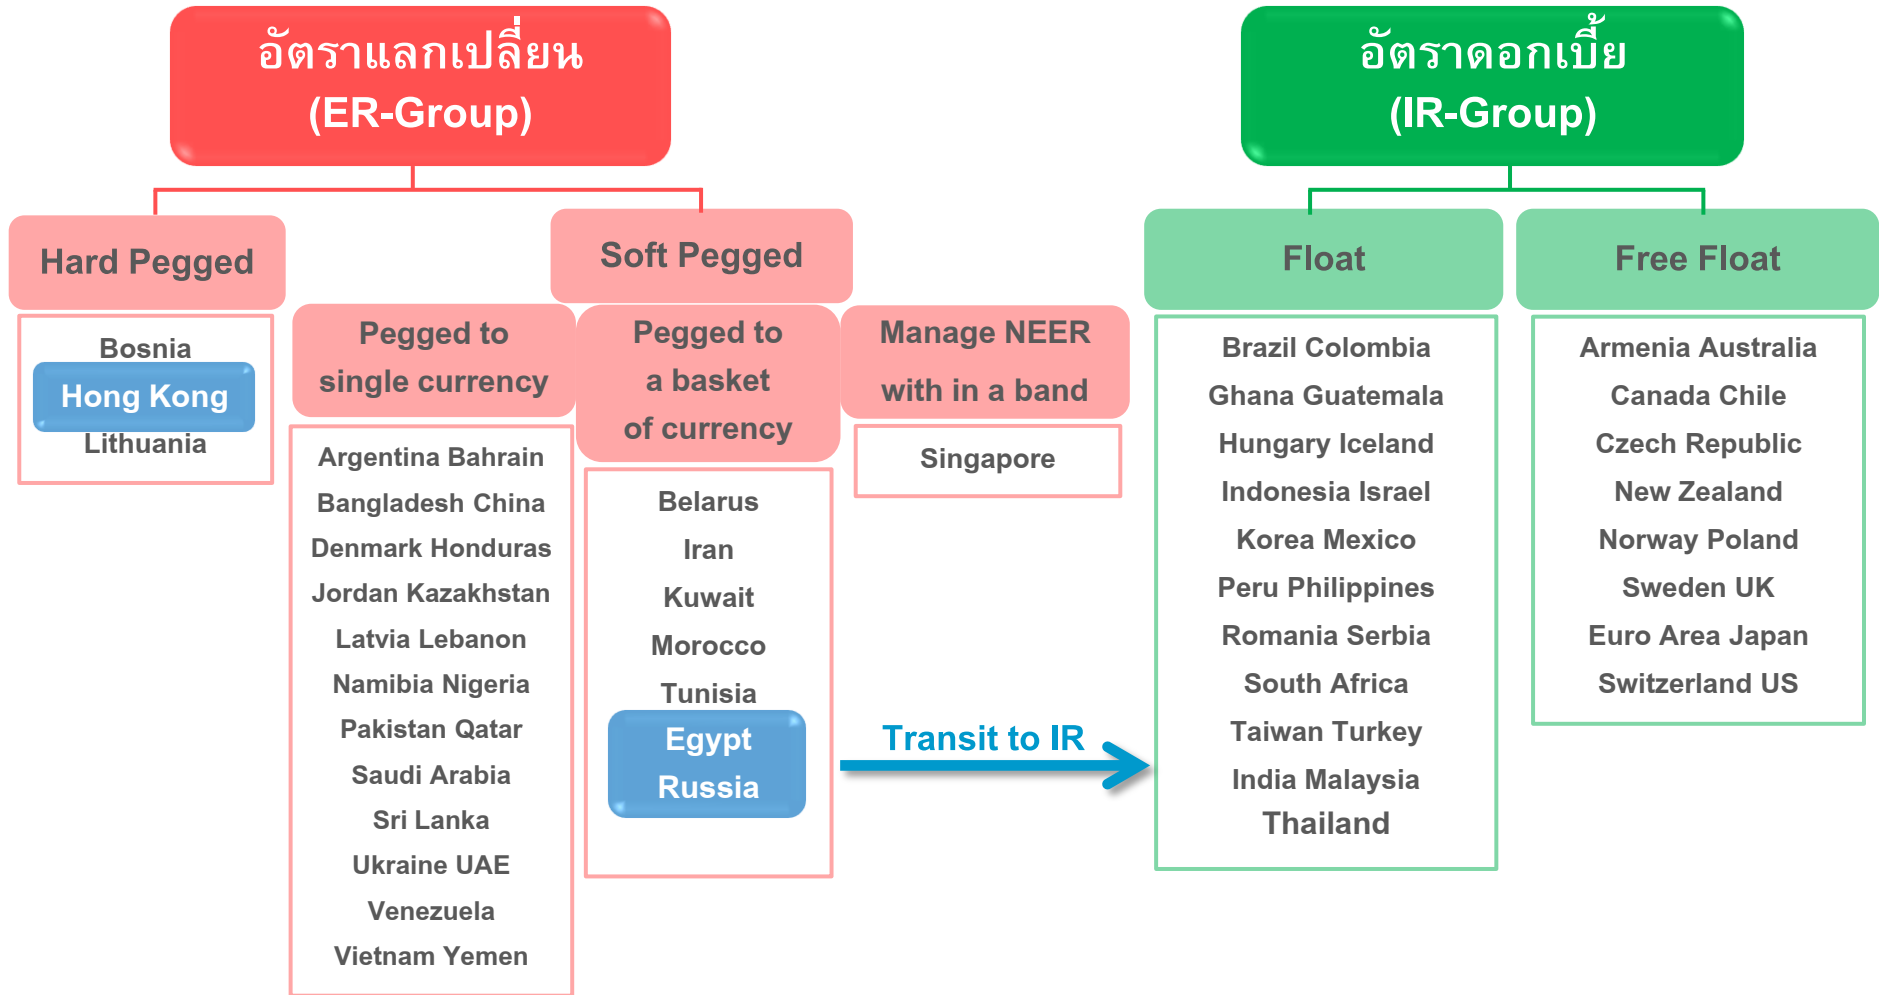 อัตราแลกเปลี่ยน
(ER-Group)
Hard Pegged
Bosnia
Hong Kong
Lithuania
Soft Pegged
Pegged to
single currency
Argentina Bahrain
Bangladesh China
Denmark Honduras
Jordan Kazakhstan
Latvia Lebanon
Namibia Nigeria
Pakistan Qatar
Saudi Arabia
Sri Lanka
Ukraine UAE
Venezuela
Vietnam Yemen
Pegged to
a basket
of currency
Belarus
Iran
Kuwait
Morocco
Tunisia
Egypt
Russia
Manage NEER
with in a band
Singapore
Transit to IR
อัตราดอกเบี้ย
(IR-Group)
Float
Brazil Colombia
Ghana Guatemala
Hungary Iceland
Indonesia Israel
Korea Mexico
Peru Philippines
Romania Serbia
South Africa
Taiwan Turkey
India Malaysia
Thailand
Free Float
Armenia Australia
Canada Chile
Czech Republic
New Zealand
Norway Poland
Sweden UK
Euro Area Japan
Switzerland US